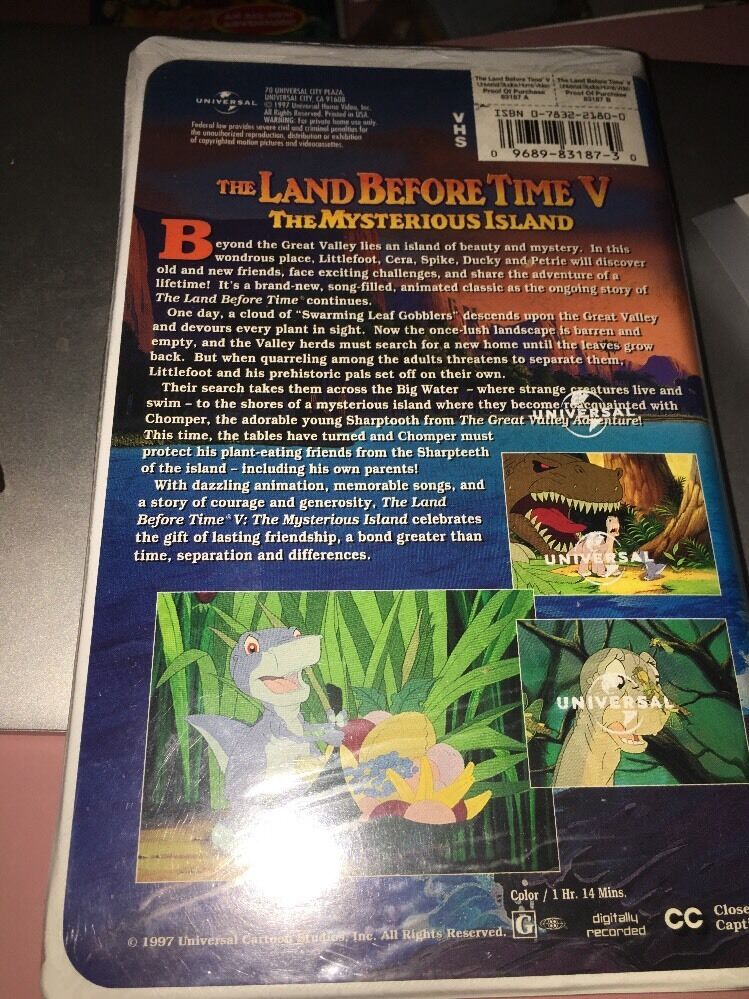 UNIVERSAL
70 UNIVERSAL CITY PLAZA,
UNIVERSAL CITY, CA 91608
© 1997 Universal Home Video, Inc.
All Rights Reserved. Printed in USA.
WARNING: For private home use only.
Federal law provides severe civil and criminal penalties for
the unauthorized reproduction, distribution or exhibition
of copyrighted motion pictures and videocassettes.
VHS
The Land Before Time V
Universal Studios Home Video
Proof Of Purchase
83187 A
The Land Before Time V
Universal Studios Home Video
Proof Of Purchase
83187 B
ISBN 0-7832-2180-0
0 9689-83187-3 0
THE LAND BEFORE TIME V
THE MYSTERIOUS ISLAND
Beyond the Great Valley lies an island of beauty and mystery. In this
wondrous place, Littlefoot, Cera, Spike, Ducky and Petrie will discover
old and new friends, face exciting challenges, and share the adventure of a
lifetime! It's a brand-new, song-filled, animated classic as the ongoing story of
The Land Before Time® continues.
One day, a cloud of "Swarming Leaf Gobblers" descends upon the Great Valley
and devours every plant in sight. Now the once-lush landscape is barren and
empty, and the Valley herds must search for a new home until the leaves grow
back. But when quarreling among the adults threatens to separate them,
Littlefoot and his prehistoric pals set off on their own.
Their search takes them across the Big Water – where strange creatures live and
swim – to the shores of a mysterious island where they become reacquainted with
Chomper, the adorable young Sharptooth from The Great Valley Adventure!
This time, the tables have turned and Chomper must
protect his plant-eating friends from the Sharpteeth
of the island – including his own parents!
With dazzling animation, memorable songs, and
a story of courage and generosity, The Land
Before Time® V: The Mysterious Island celebrates
the gift of lasting friendship, a bond greater than
time, separation and differences.
UNIVERSAL
UNIVERSAL
UNIVERSAL
Color / 1 Hr. 14 Mins.
© 1997 Universal Cartoon Studios, Inc. All Rights Reserved.
G
digitally
recorded
CC
Close
Capt